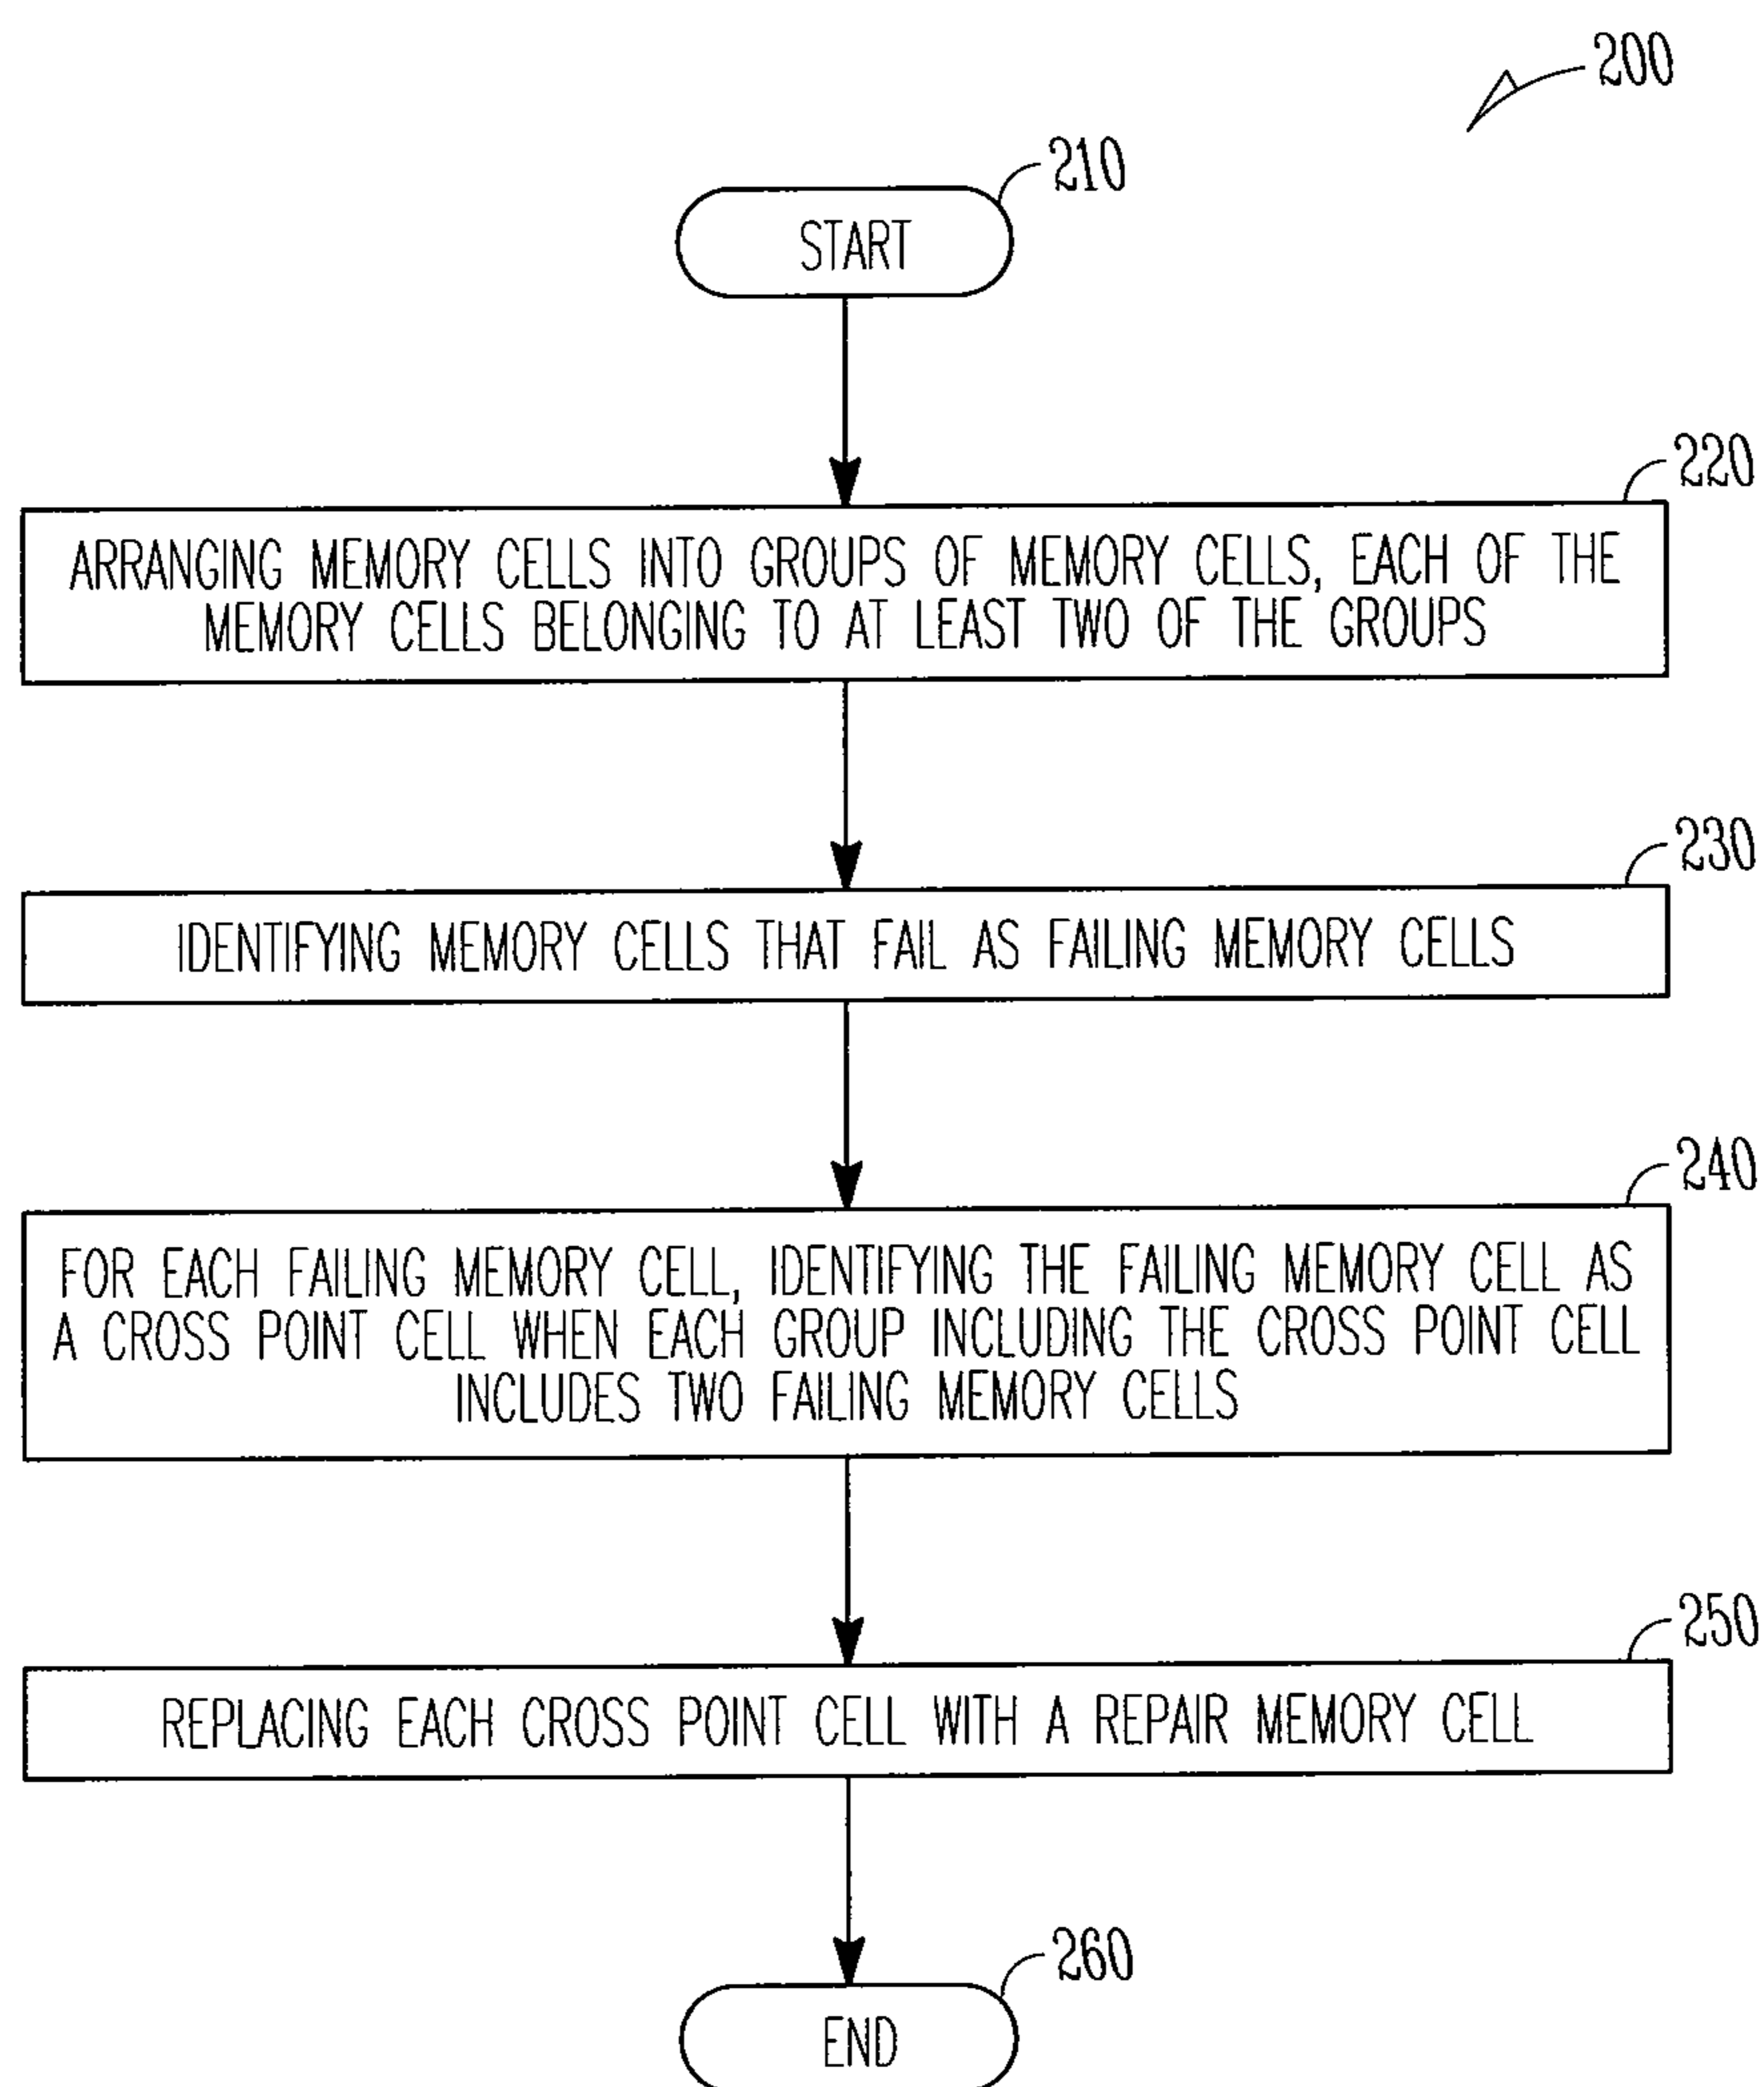 200
210
START
220
ARRANGING MEMORY CELLS INTO GROUPS OF MEMORY CELLS, EACH OF THE
MEMORY CELLS BELONGING TO AT LEAST TWO OF THE GROUPS
230
IDENTIFYING MEMORY CELLS THAT FAIL AS FAILING MEMORY CELLS
240
FOR EACH FAILING MEMORY CELL, IDENTIFYING THE FAILING MEMORY CELL AS
A CROSS POINT CELL WHEN EACH GROUP INCLUDING THE CROSS POINT CELL
INCLUDES TWO FAILING MEMORY CELLS
250
REPLACING EACH CROSS POINT CELL WITH A REPAIR MEMORY CELL
260
END